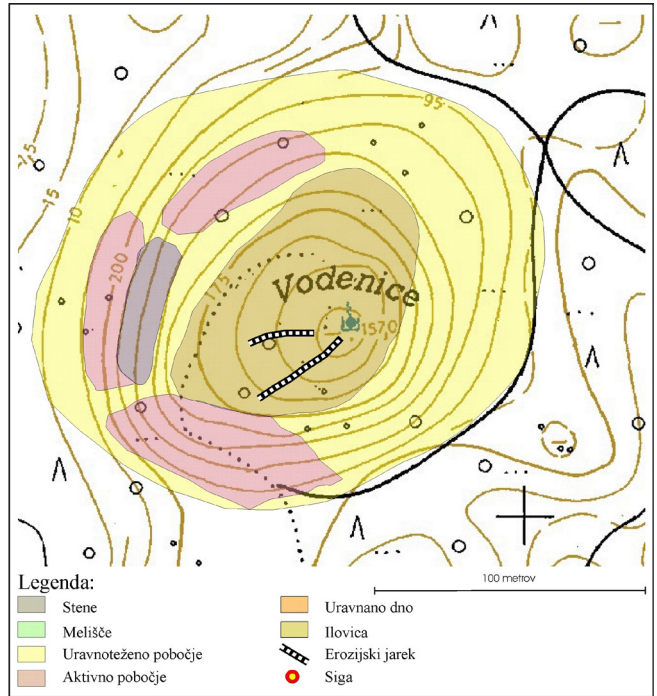 95
15
15
10
200
175
Vodenice
1570
100 metrov
Legenda:
Stene
Melišče
Uravnoteženo pobočje
Aktivno pobočje
Uravnano dno
Ilovica
Erozijski jarek
Siga